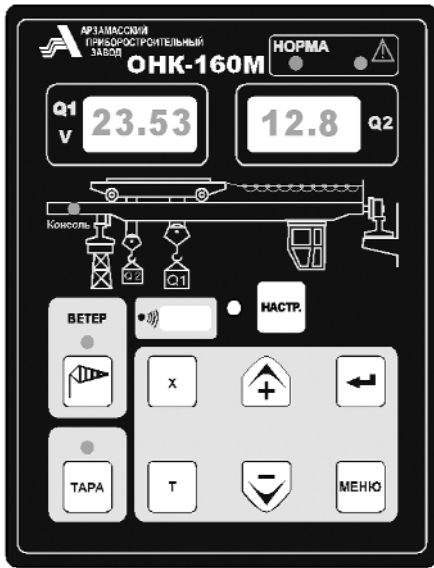 АРЗАМАССКИЙ
ПРИБОРОСТРОИТЕЛЬНЫЙ
ЗАВОД
ОНК-160М
НОРМА
Q1
V
23.53
12.8
Q2
Консоль
Q2
Q1
ВЕТЕР
НАСТР.
X
+
ТАРА
T
−
МЕНЮ